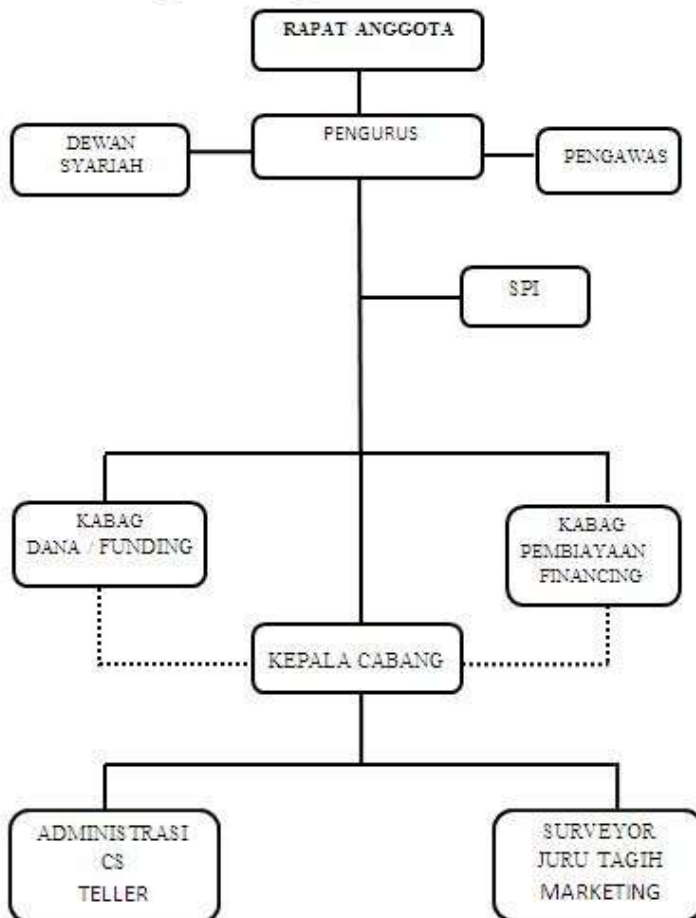 RAPAT ANGGOTA
PENGURUS
DEWAN
SYARIAH
PENGAWAS
SPI
KABAG
DANA / FUNDING
KABAG
PEMBIAYAAN
FINANCING
KEPALA CABANG
ADMINISTRASI
CS
TELLER
SURVEYOR
JURU TAGIH
MARKETING